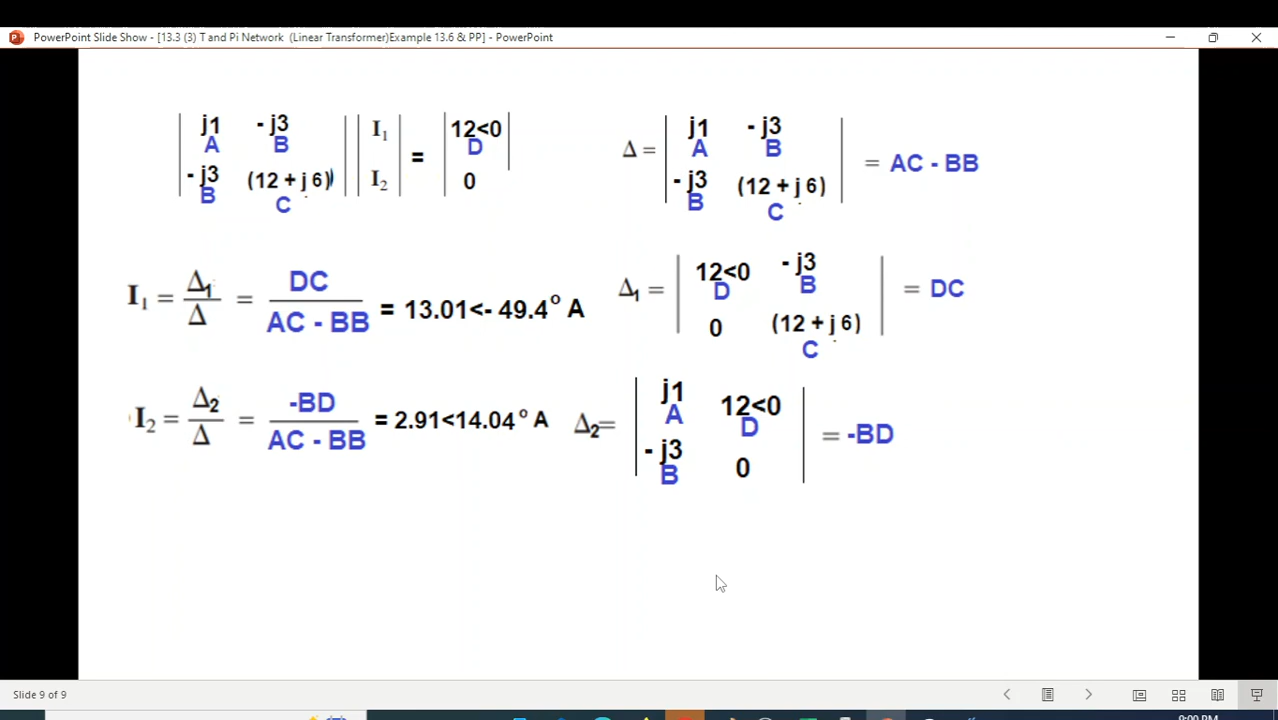 PowerPoint Slide Show - [13.3 (3) T and Pi Network (Linear Transformer)Example 13.6 & PP] - PowerPoint
j1 - j3 I₁ = 12<0
A B D
- j3 (12 + j 6) I₂ 0
B C
Δ = j1 - j3 = AC - BB
A B
- j3 (12 + j 6)
B C
I₁ = Δ₁/Δ = DC/AC - BB = 13.01<- 49.4° A
Δ₁ = 12<0 - j3 = DC
D B
0 (12 + j 6)
C
I₂ = Δ₂/Δ = -BD/AC - BB = 2.91<14.04° A
Δ₂= j1 12<0 = -BD
A D
- j3 0
B
Slide 9 of 9